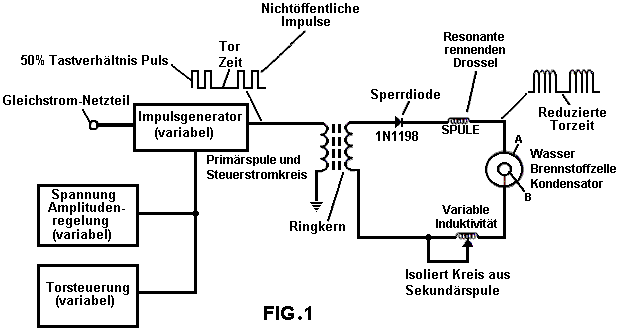 Nichtöffentliche
Impulse
Tor
Zeit
50% Tastverhältnis Puls
Resonante
rennenden
Drossel
Gleichstrom-Netzteil
Impulsgenerator
(variabel)
Sperrdiode
1N1198
SPULE
Reduzierte
Torzeit
Primärspule und
Steuerstromkreis
A
Wasser
Brennstoffzelle
Kondensator
B
Spannung
Amplituden-
regelung
(variabel)
Ringkern
Variable
Induktivität
Torsteuerung
(variabel)
Isoliert Kreis aus
Sekundärspule
FIG.1